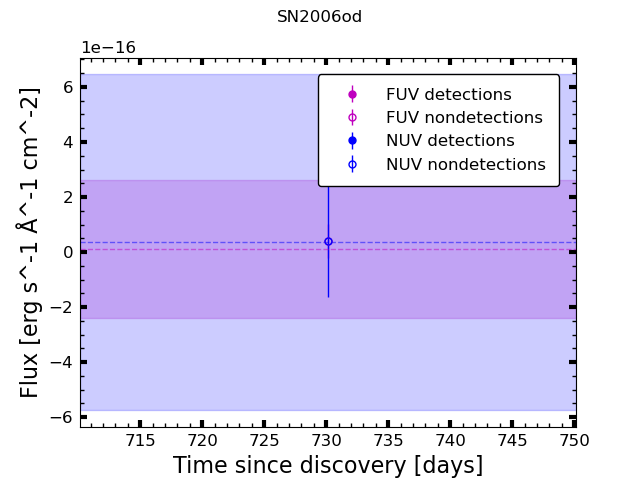 SN2006od
1e−16
6
4
2
0
−2
−4
−6
Flux [erg s^-1 Å^-1 cm^-2]
FUV detections
FUV nondetections
NUV detections
NUV nondetections
715 720 725 730 735 740 745 750
Time since discovery [days]